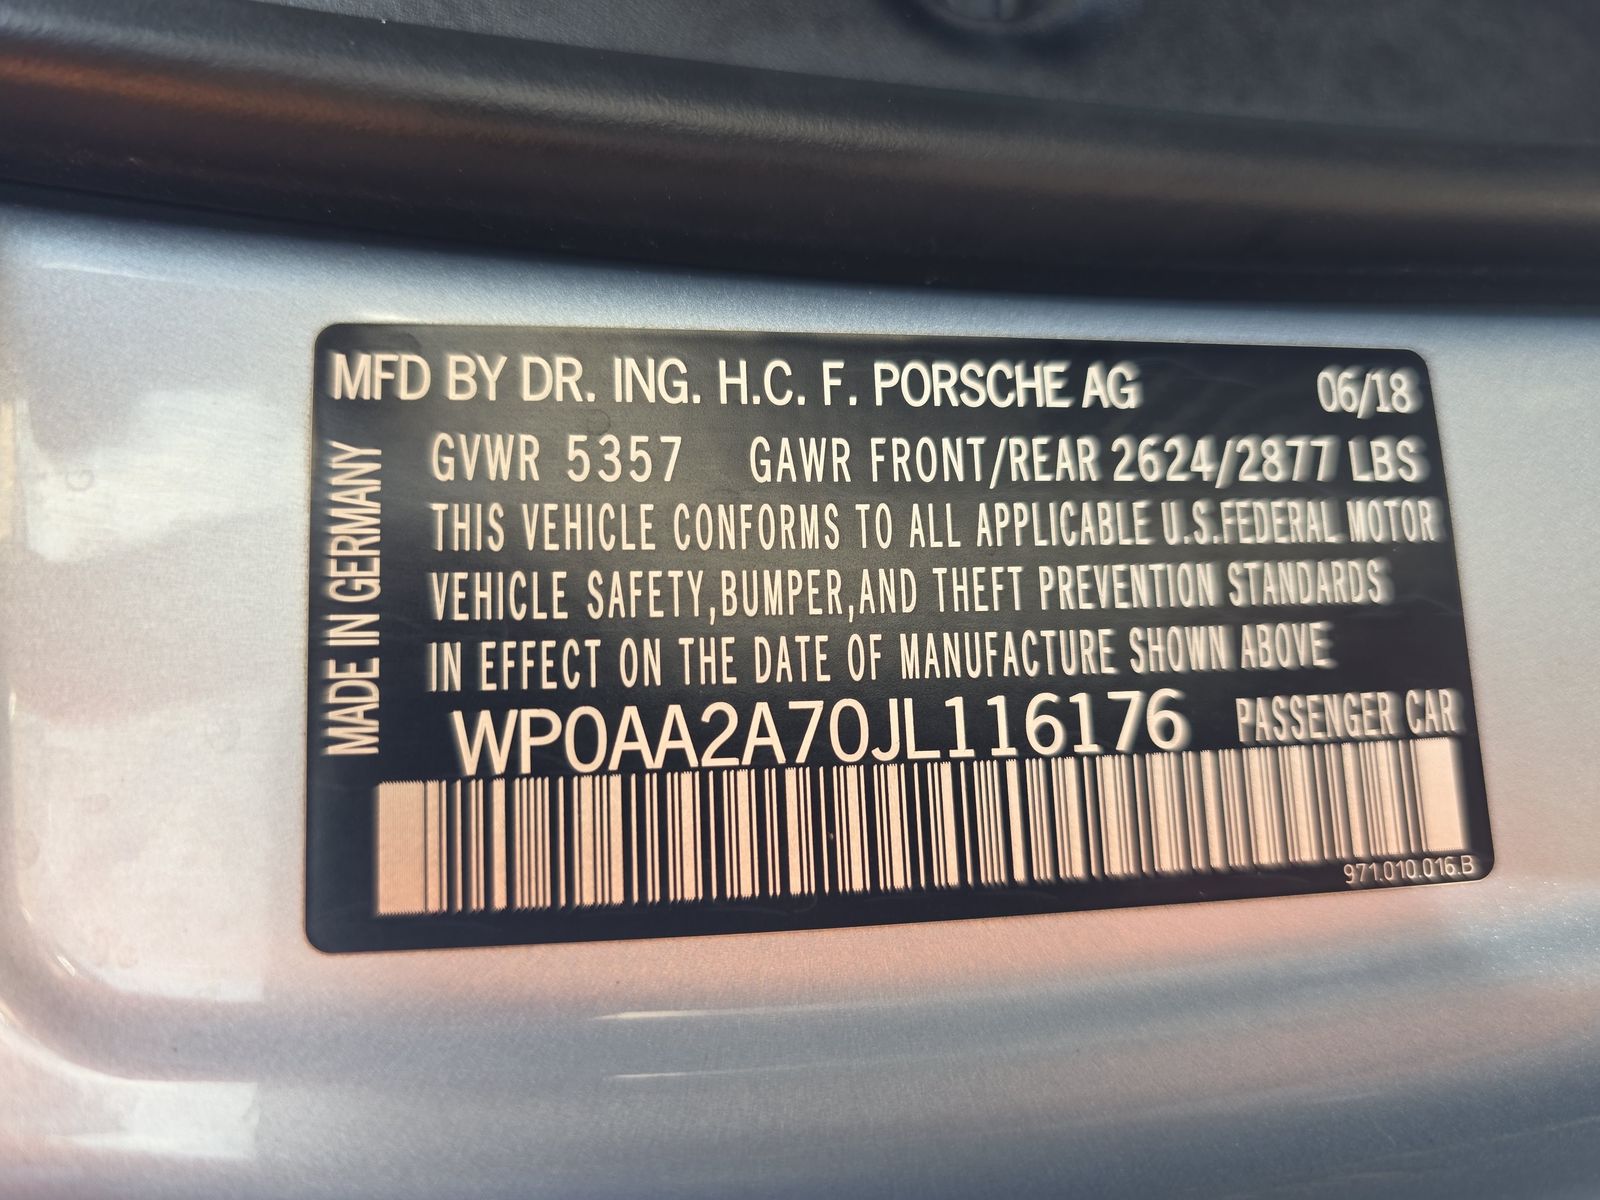 MFD BY DR. ING. H.C. F. PORSCHE AG 06/18
GVWR 5357 GAWR FRONT/REAR 2624/2877 LBS
THIS VEHICLE CONFORMS TO ALL APPLICABLE U.S.FEDERAL MOTOR
VEHICLE SAFETY,BUMPER,AND THEFT PREVENTION STANDARDS
IN EFFECT ON THE DATE OF MANUFACTURE SHOWN ABOVE
WP0AA2A70JL116176 PASSENGER CAR
971.010.016.B
MADE IN GERMANY